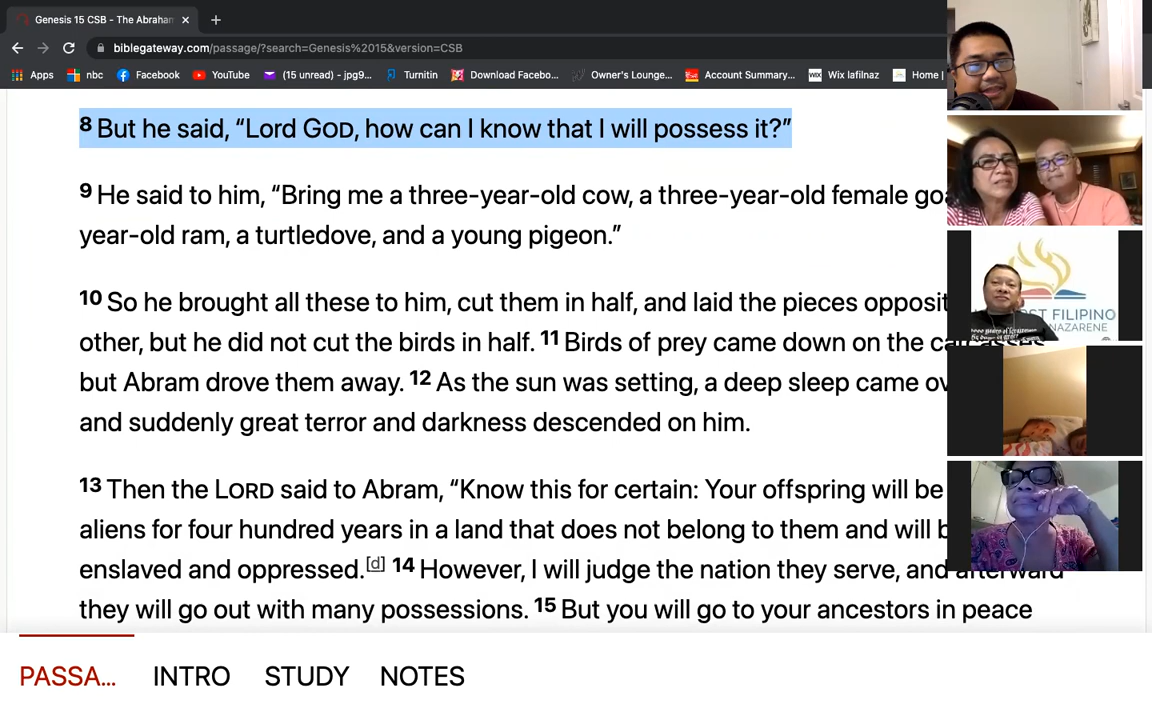 Genesis 15 CSB - The Abrahan
biblegateway.com/passage/?search=Genesis%2015&version=CSB
Apps nbc Facebook YouTube (15 unread) - jpg9... Turnitin Download Facebo... Owner's Lounge... Account Summary... WIX Wix lafilnaz Home |
8 But he said, “Lord GOD, how can I know that I will possess it?”
9 He said to him, “Bring me a three-year-old cow, a three-year-old female goa
year-old ram, a turtledove, and a young pigeon.”
10 So he brought all these to him, cut them in half, and laid the pieces opposit
other, but he did not cut the birds in half. 11 Birds of prey came down on the carcasses,
but Abram drove them away. 12 As the sun was setting, a deep sleep came ov
and suddenly great terror and darkness descended on him.
13 Then the LORD said to Abram, “Know this for certain: Your offspring will be
aliens for four hundred years in a land that does not belong to them and will b
enslaved and oppressed.[d] 14 However, I will judge the nation they serve, and afterward
they will go out with many possessions. 15 But you will go to your ancestors in peace
PASSA... INTRO STUDY NOTES
ST FILIPINO
NAZARENE